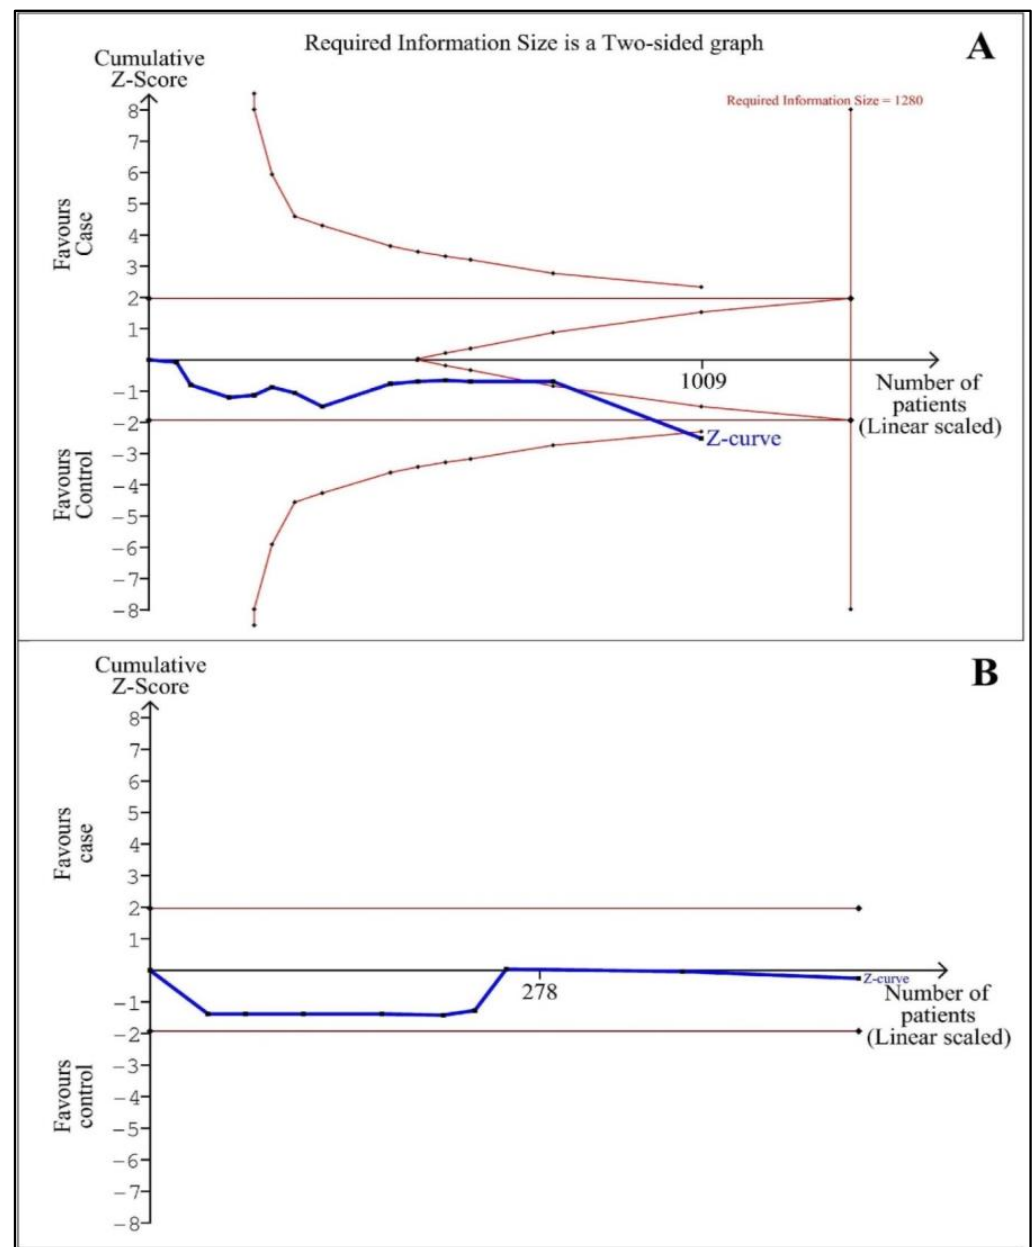 Required Information Size is a Two-sided graph
A
Cumulative
Z-Score
Required Information Size = 1280
8
7
6
5
4
3
2
1
-1
-2
-3
-4
-5
-6
-7
-8
Favours
Case
Favours
Control
1009
Number of
patients
(Linear scaled)
Z-curve
B
Cumulative
Z-Score
8
7
6
5
4
3
2
1
-1
-2
-3
-4
-5
-6
-7
-8
Favours
case
Favours
control
278
Z-curve
Number of
patients
(Linear scaled)